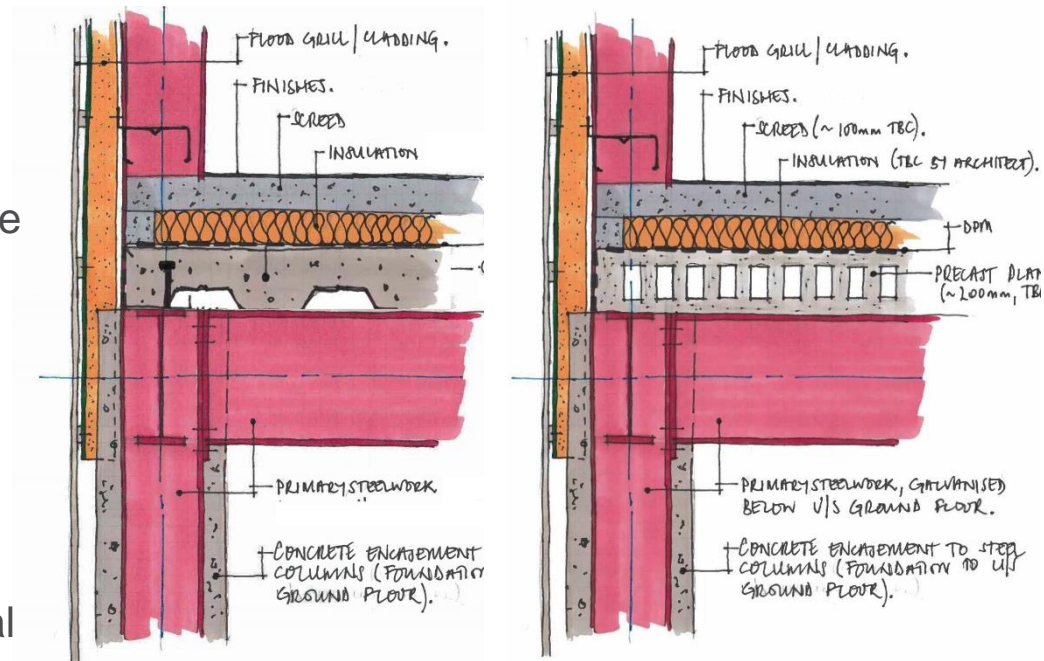 e
al
FLOOD GRILL / CLADDING.
FINISHES.
SCREED
INSULATION
PRIMARY STEELWORK
CONCRETE ENCASEMENT
COLUMNS (FOUNDATION
GROUND FLOOR).
FLOOD GRILL / CLADDING.
FINISHES.
SCREED (~100mm TBC).
INSULATION (TBC BY ARCHITECT).
DPM
PRECAST PLAN
(~200mm, TBC
PRIMARY STEELWORK, GALVANISED
BELOW U/S GROUND FLOOR.
CONCRETE ENCASEMENT TO STEEL
COLUMNS (FOUNDATION TO U/S
GROUND FLOOR).